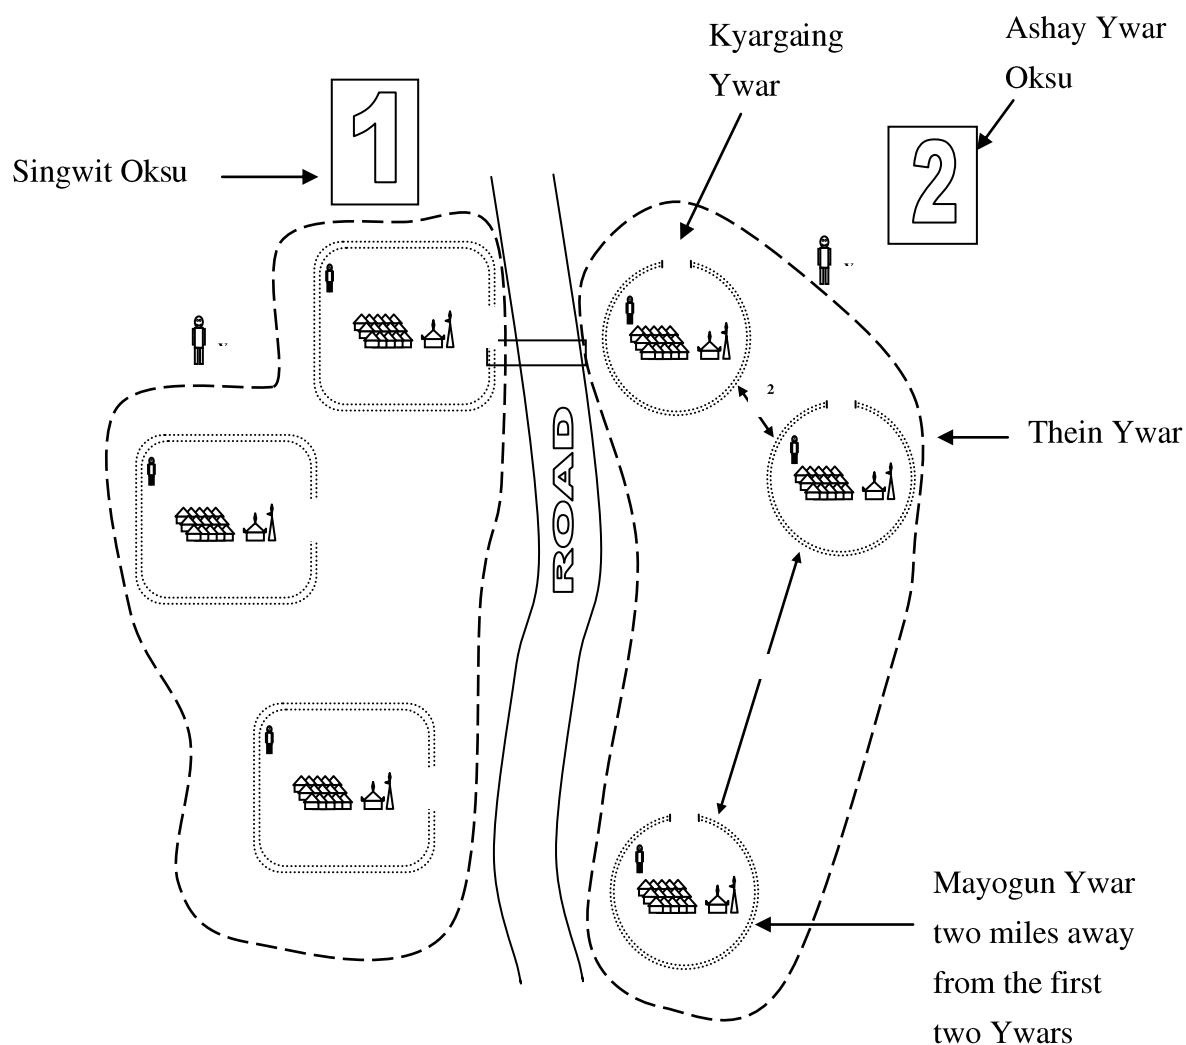 Kyargaing
Ywar
Ashay Ywar
Oksu
1
2
Singwit Oksu
2
ROAD
Thein Ywar
Mayogun Ywar
two miles away
from the first
two Ywars